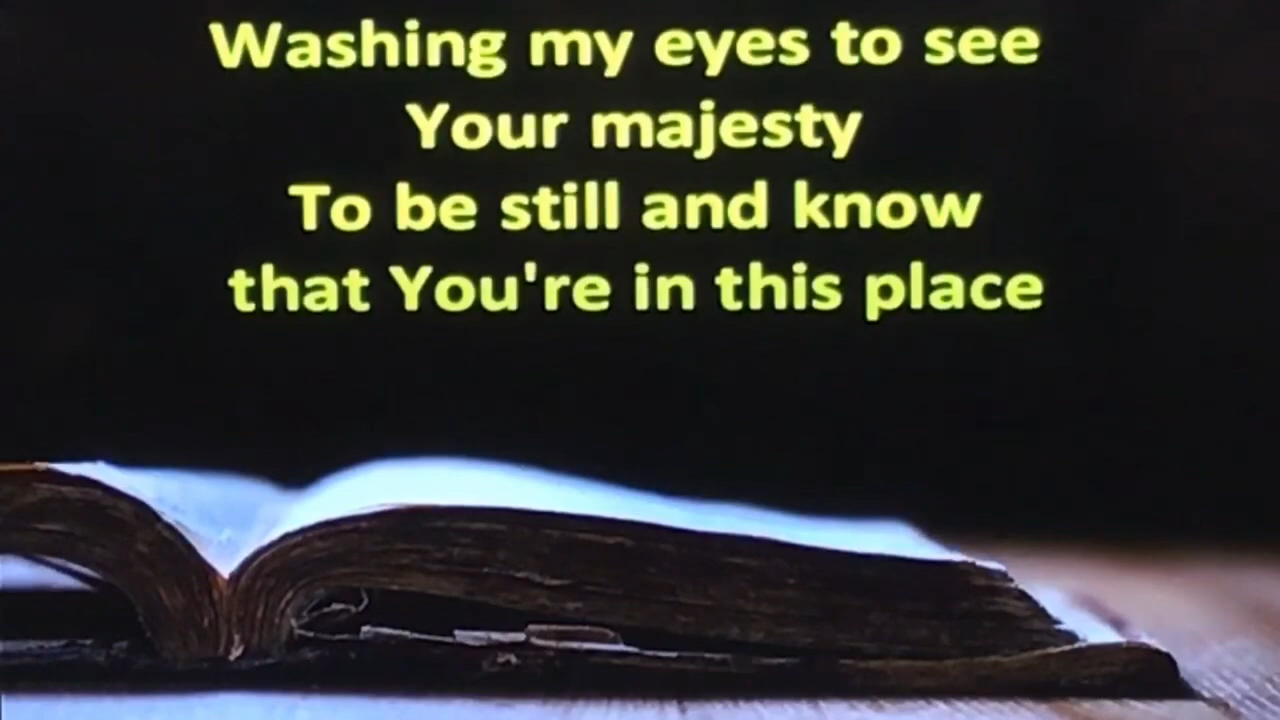 Washing my eyes to see
Your majesty
To be still and know
that You're in this place